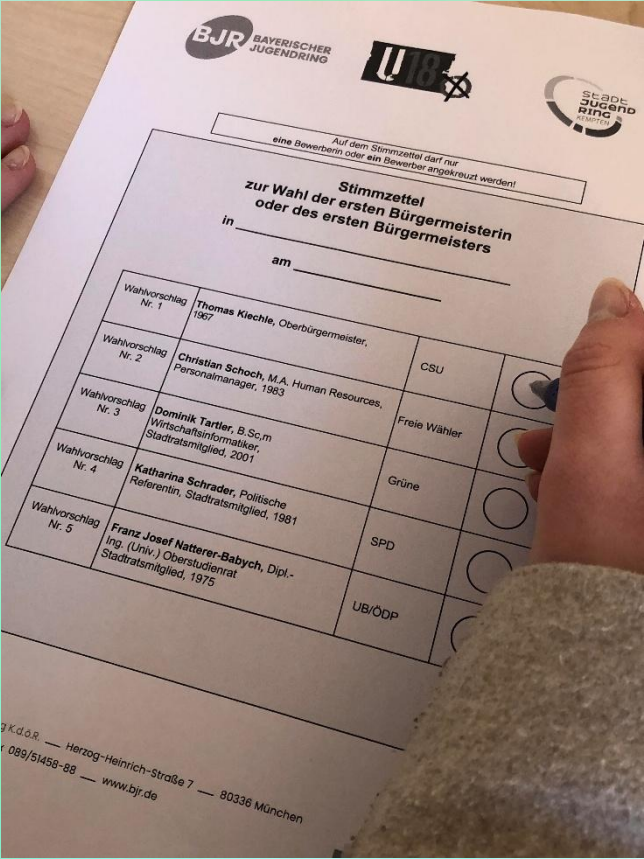 BJR BAYERISCHER
JUGENDRING
U18
Stadt
JUGEND
RING
KEMPTEN
Auf dem Stimmzettel darf nur
eine Bewerberin oder ein Bewerber angekreuzt werden!
Stimmzettel
zur Wahl der ersten Bürgermeisterin
oder des ersten Bürgermeisters
in
am
Wahlvorschlag
Nr. 1
Thomas Kiechle, Oberbürgermeister,
1967
CSU
Wahlvorschlag
Nr. 2
Christian Schoch, M.A. Human Resources,
Personalmanager, 1983
Freie Wähler
Wahlvorschlag
Nr. 3
Dominik Tartler, B.Sc,m
Wirtschaftsinformatiker,
Stadtratsmitglied, 2001
Grüne
Wahlvorschlag
Nr. 4
Katharina Schrader, Politische
Referentin, Stadtratsmitglied, 1981
SPD
Wahlvorschlag
Nr. 5
Franz Josef Natterer-Babych, Dipl.-
Ing. (Univ.) Oberstudienrat
Stadtratsmitglied, 1975
UB/ÖDP
K.d.ö.R. — Herzog-Heinrich-Straße 7 — 80336 München
089/51458-88 — www.bjr.de